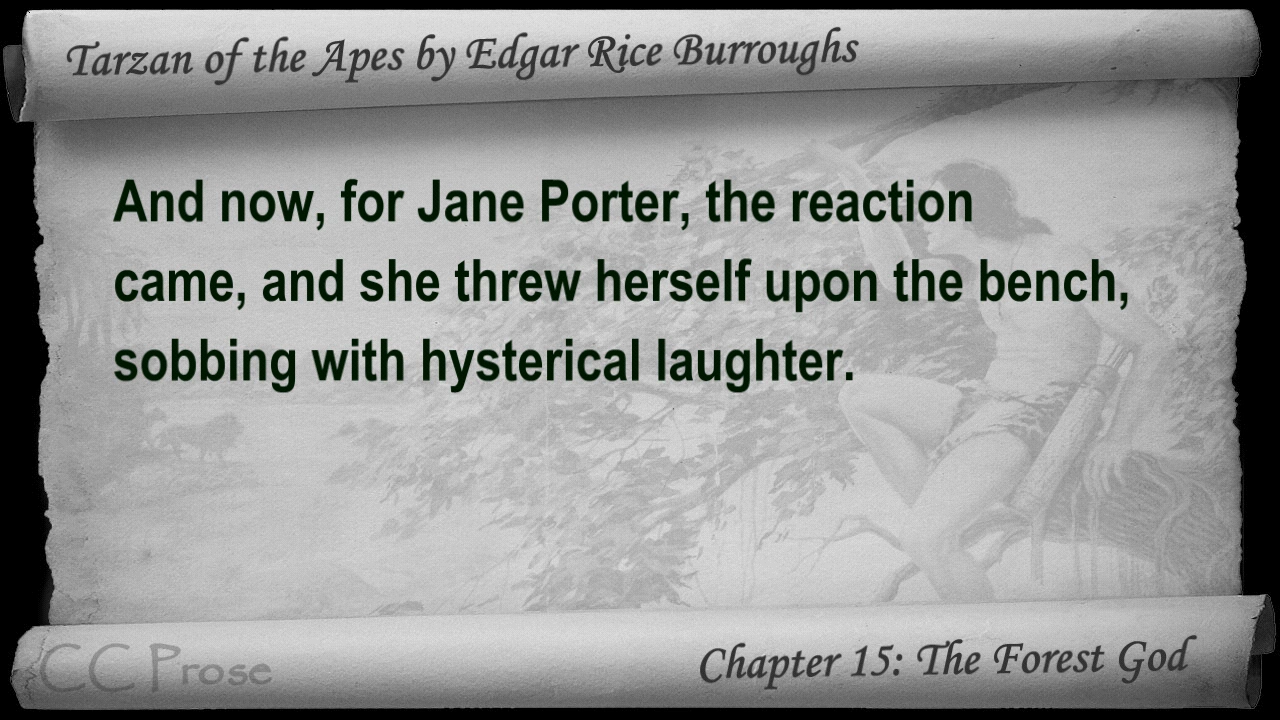 Tarzan of the Apes by Edgar Rice Burroughs
And now, for Jane Porter, the reaction
came, and she threw herself upon the bench,
sobbing with hysterical laughter.
CC Prose
Chapter 15: The Forest God